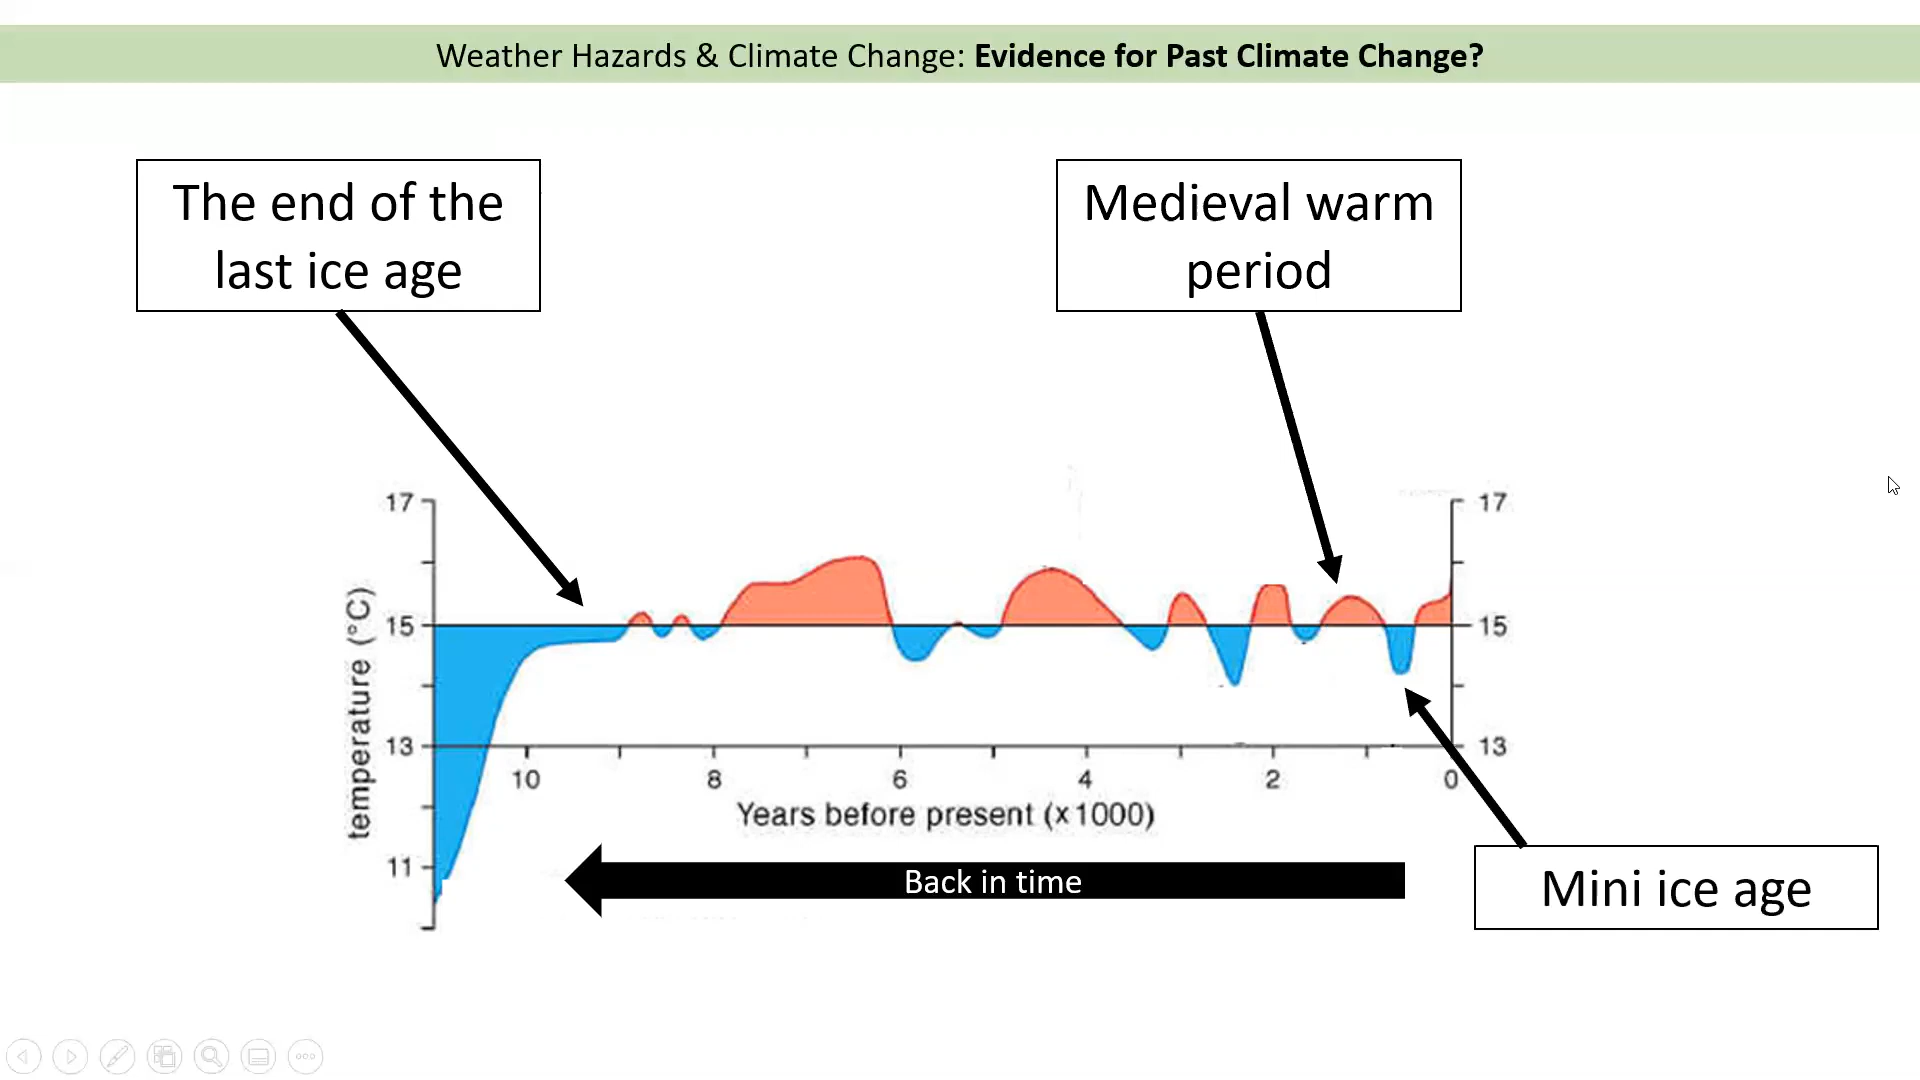 Weather Hazards & Climate Change: Evidence for Past Climate Change?
The end of the
last ice age
Medieval warm
period
17
17
15
15
13
13
11
temperature (°C)
10
8
6
4
2
0
Years before present (x1000)
Back in time
Mini ice age